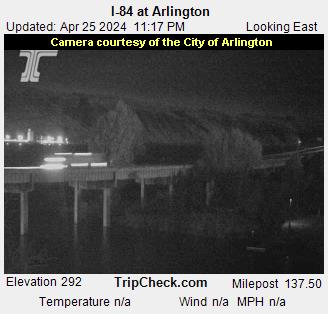 I-84 at Arlington
Updated: Apr 25 2024 11:17 PM Looking East
Camera courtesy of the City of Arlington
Elevation 292 TripCheck.com Milepost 137.50
Temperature n/a Wind n/a MPH n/a